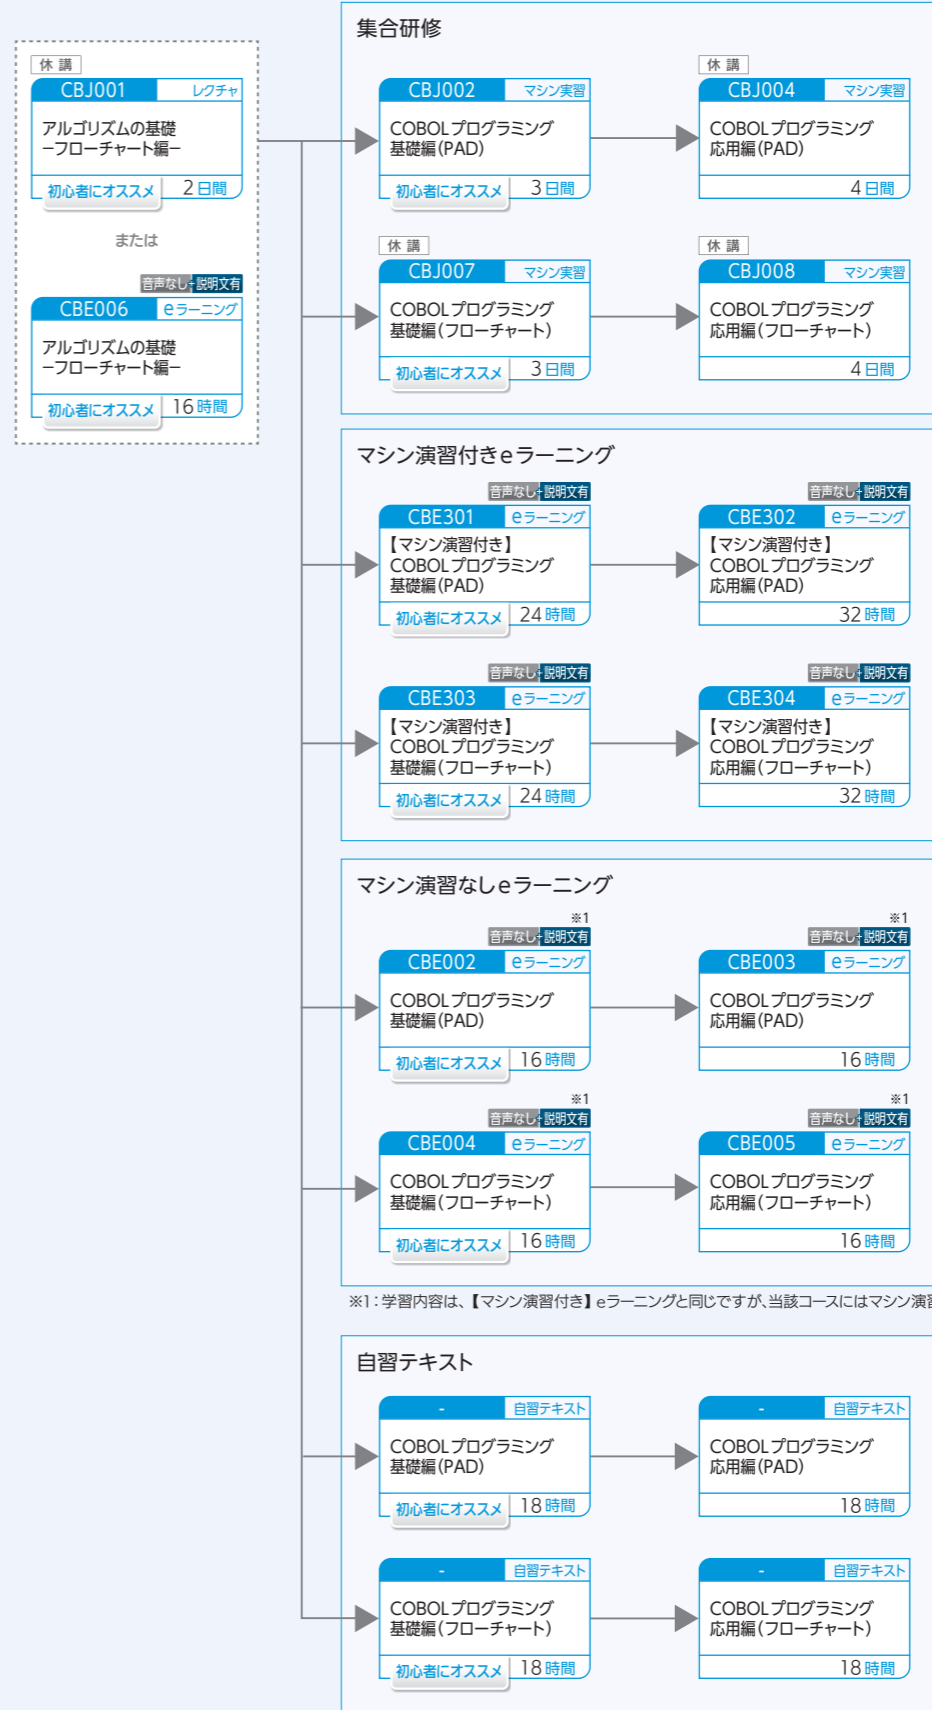 休 講
CBJ001 レクチャ
アルゴリズムの基礎
−フローチャート編−
初心者にオススメ 2日間
または
音声なし+説明文有
CBE006 eラーニング
アルゴリズムの基礎
−フローチャート編−
初心者にオススメ 16時間
集合研修
CBJ002 マシン実習
COBOLプログラミング
基礎編(PAD)
初心者にオススメ 3日間
休 講
CBJ004 マシン実習
COBOLプログラミング
応用編(PAD)
4日間
休 講
CBJ007 マシン実習
COBOLプログラミング
基礎編(フローチャート)
初心者にオススメ 3日間
休 講
CBJ008 マシン実習
COBOLプログラミング
応用編(フローチャート)
4日間
マシン演習付きeラーニング
音声なし+説明文有
CBE301 eラーニング
【マシン演習付き】
COBOLプログラミング
基礎編(PAD)
初心者にオススメ 24時間
音声なし+説明文有
CBE302 eラーニング
【マシン演習付き】
COBOLプログラミング
応用編(PAD)
32時間
音声なし+説明文有
CBE303 eラーニング
【マシン演習付き】
COBOLプログラミング
基礎編(フローチャート)
初心者にオススメ 24時間
音声なし+説明文有
CBE304 eラーニング
【マシン演習付き】
COBOLプログラミング
応用編(フローチャート)
32時間
マシン演習なしeラーニング
※1
音声なし+説明文有
CBE002 eラーニング
COBOLプログラミング
基礎編(PAD)
初心者にオススメ 16時間
※1
音声なし+説明文有
CBE003 eラーニング
COBOLプログラミング
応用編(PAD)
16時間
※1
音声なし+説明文有
CBE004 eラーニング
COBOLプログラミング
基礎編(フローチャート)
初心者にオススメ 16時間
※1
音声なし+説明文有
CBE005 eラーニング
COBOLプログラミング
応用編(フローチャート)
16時間
※1:学習内容は、【マシン演習付き】eラーニングと同じですが、当該コースにはマシン演習
自習テキスト
- 自習テキスト
COBOLプログラミング
基礎編(PAD)
初心者にオススメ 18時間
- 自習テキスト
COBOLプログラミング
応用編(PAD)
18時間
- 自習テキスト
COBOLプログラミング
基礎編(フローチャート)
初心者にオススメ 18時間
- 自習テキスト
COBOLプログラミング
応用編(フローチャート)
18時間